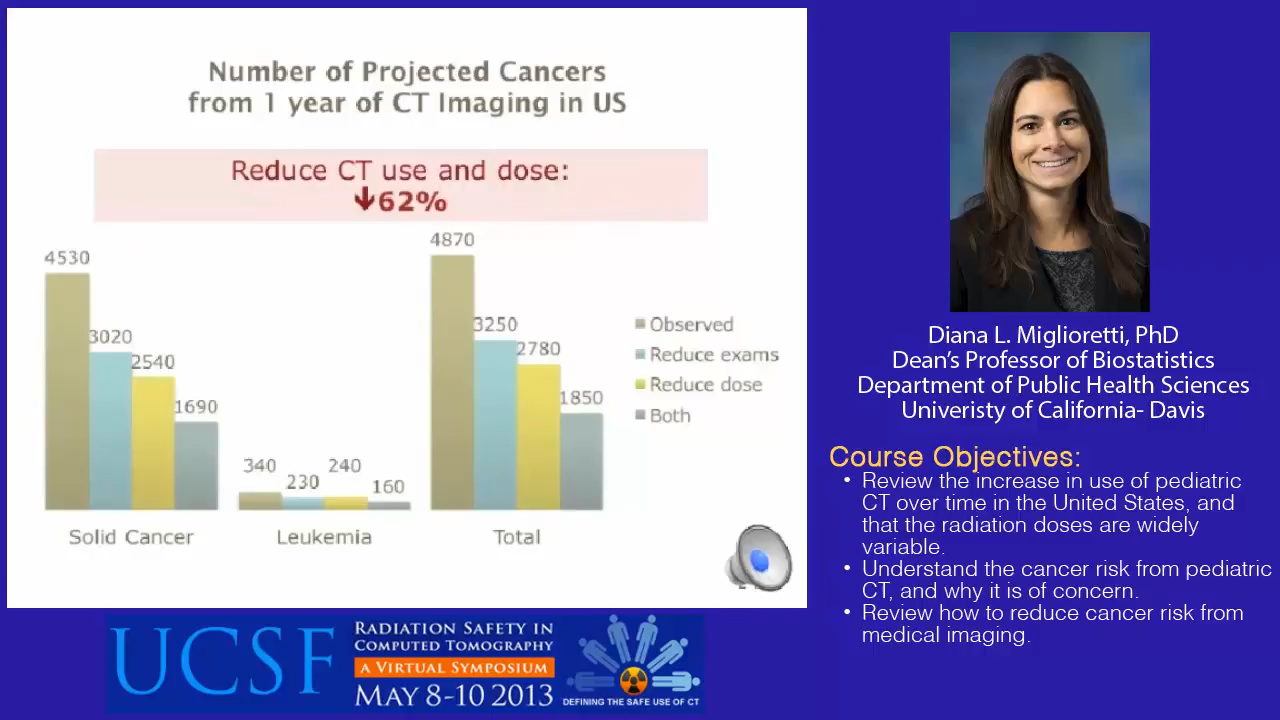 Number of Projected Cancers
from 1 year of CT Imaging in US
Reduce CT use and dose:
↓62%
4530
3020
2540
1690
340
230
240
160
4870
3250
2780
1850
Observed
Reduce exams
Reduce dose
Both
Solid Cancer
Leukemia
Total
Diana L. Miglioretti, PhD
Dean's Professor of Biostatistics
Department of Public Health Sciences
Univeristy of California- Davis
Course Objectives:
• Review the increase in use of pediatric
CT over time in the United States, and
that the radiation doses are widely
variable.
• Understand the cancer risk from pediatric
CT, and why it is of concern.
• Review how to reduce cancer risk from
medical imaging.
UCSF
RADIATION SAFETY IN
COMPUTED TOMOGRAPHY
A VIRTUAL SYMPOSIUM
MAY 8-10 2013
DEFINING THE SAFE USE OF CT